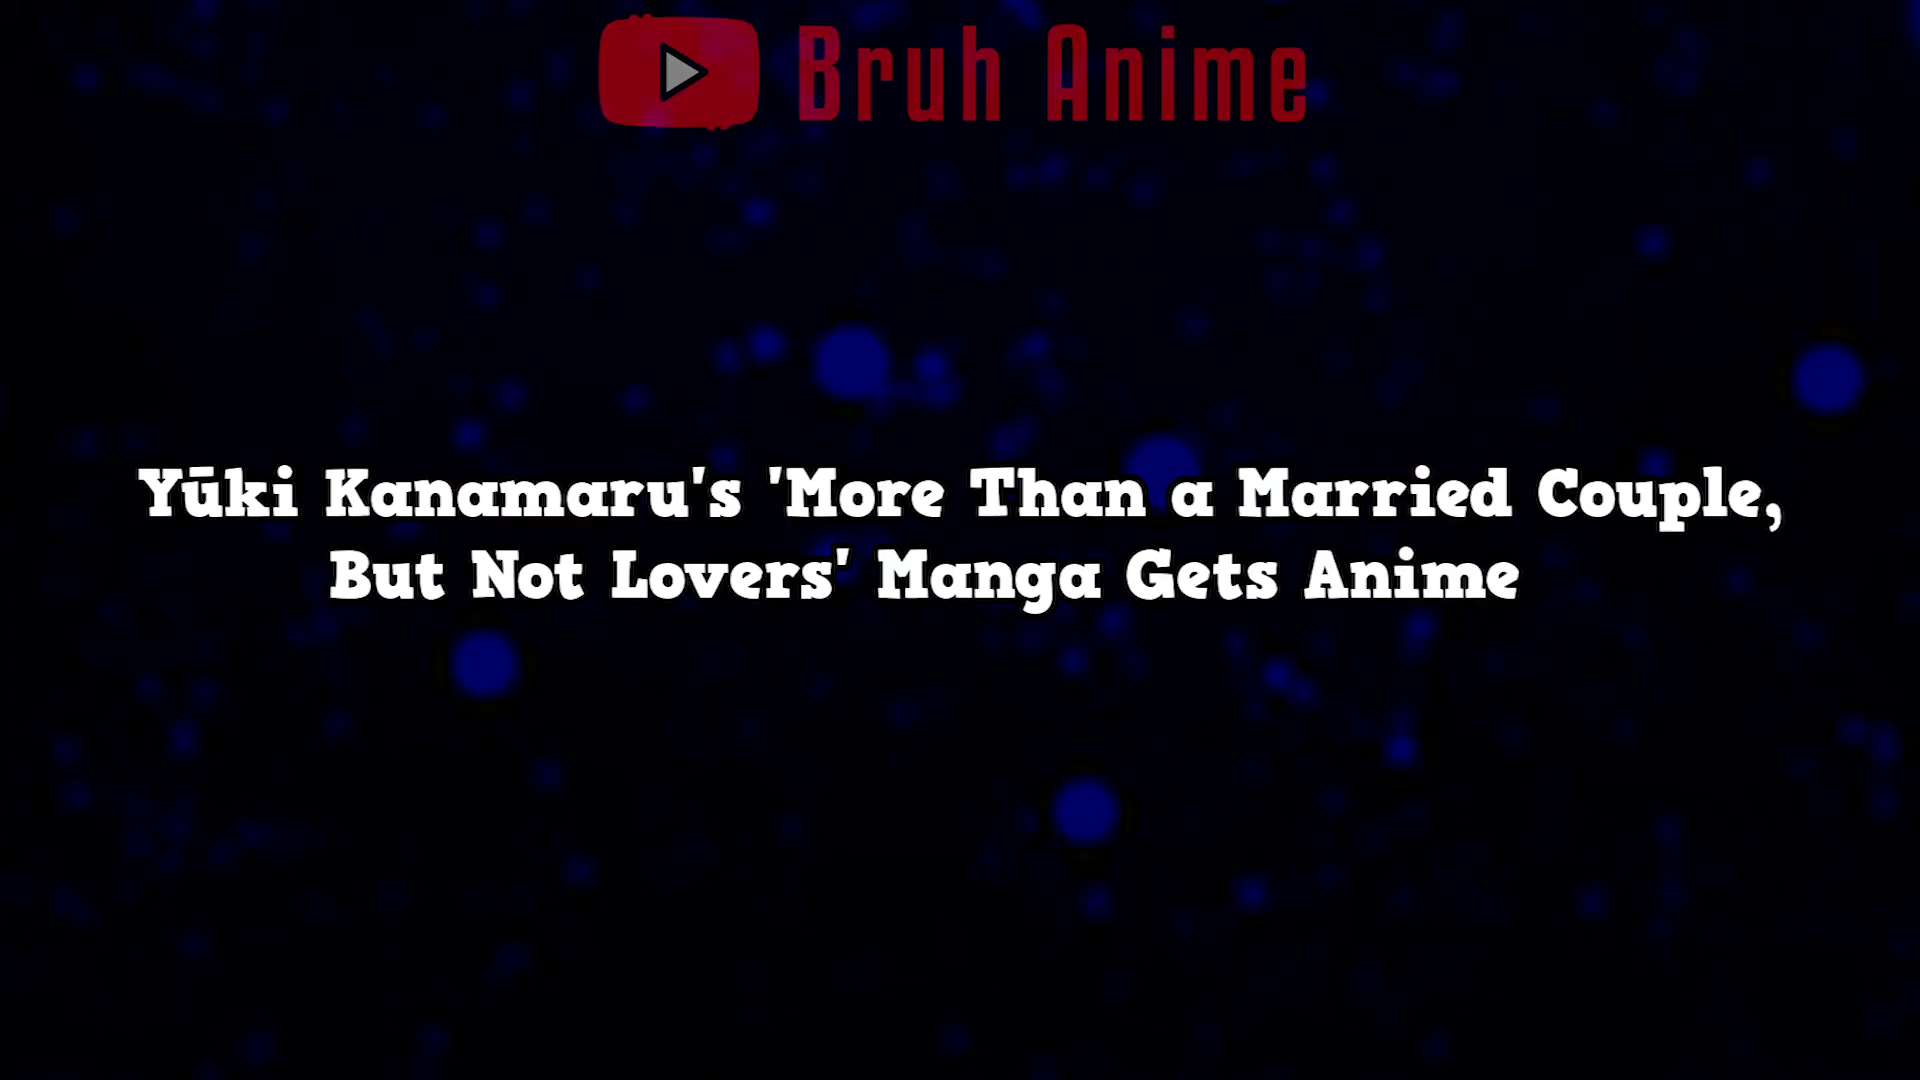 Bruh Anime
Yūki Kanamaru's 'More Than a Married Couple,
But Not Lovers' Manga Gets Anime